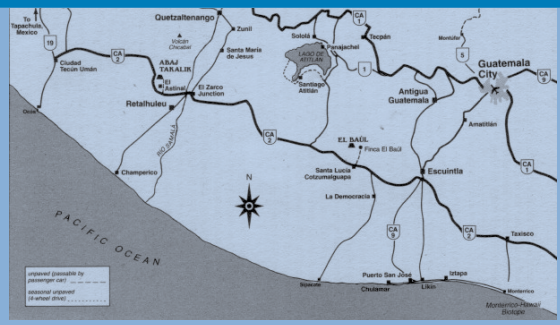 To
Tapachula,
Mexico
19
Ciudad
Tecún Umán
CA
2
Quetzaltenango
Volcán
Chicabal
Zunil
Santa María
de Jesus
ABAJ
TAKALIK
El
Asintal
El Zarco
Junction
Retalhuleu
RIO SAMALÁ
Champerico
Ocós
CA
1
Sololá
Panajachel
Tecpán
LAGO DE
ATITLÁN
Santiago
Atitlán
1
Montúfar
5
Guatemala
City
CA
9
Antigua
Guatemala
Amatitlán
CA
2
EL BAÚL
Finca El Baúl
Santa Lucía
Cotzumalguapa
La Democracia
Escuintla
CA
1
N
CA
9
CA
2
Taxisco
PACIFIC OCEAN
Sipacate
Puerto San José
Chulamar
Likín
Iztapa
Monterrico
Monterrico-Hawaii
Biotope
unpaved (passable by
passenger car)
seasonal unpaved
(4-wheel drive)